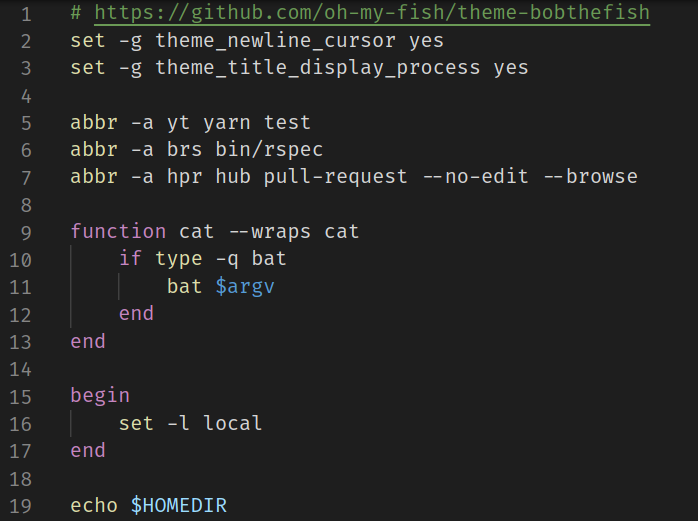 1 # https://github.com/oh-my-fish/theme-bobthefish
2 set -g theme_newline_cursor yes
3 set -g theme_title_display_process yes
4
5 abbr -a yt yarn test
6 abbr -a brs bin/rspec
7 abbr -a hpr hub pull-request --no-edit --browse
8
9 function cat --wraps cat
10     if type -q bat
11         bat $argv
12     end
13 end
14
15 begin
16     set -l local
17 end
18
19 echo $HOMEDIR